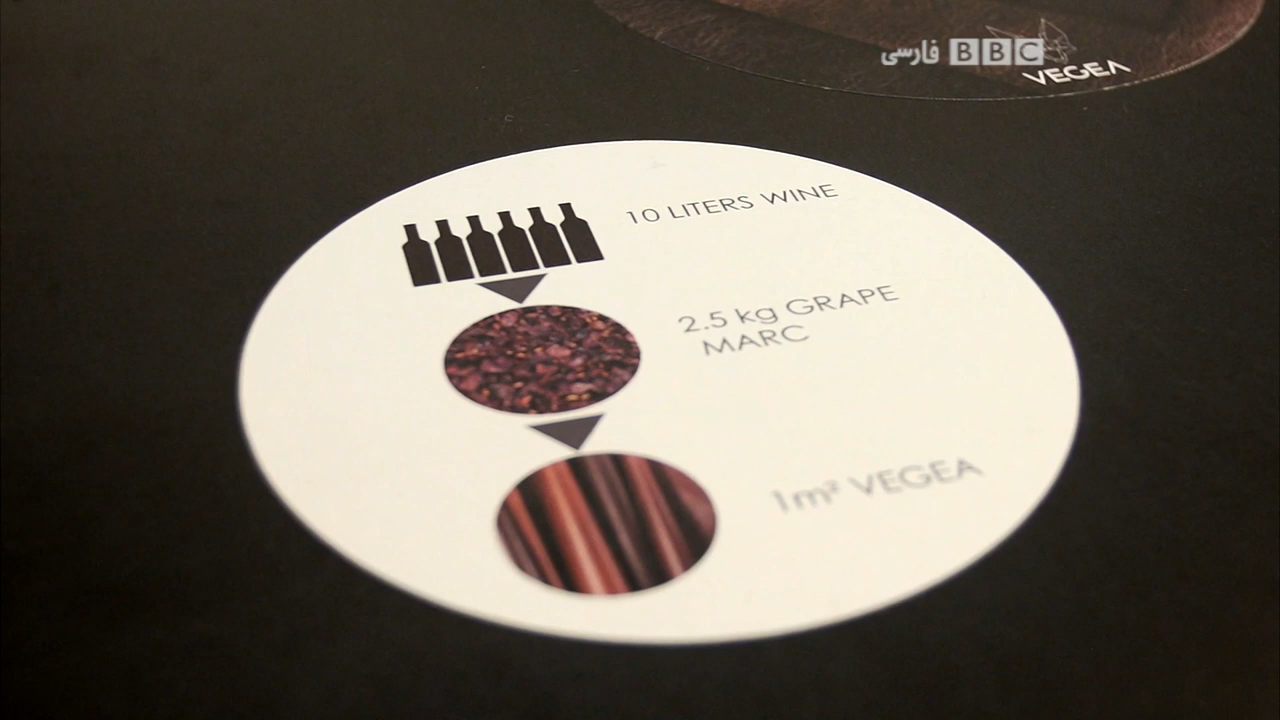 فارسی BBC
VEGEA
10 LITERS WINE
2.5 kg GRAPE
MARC
1m² VEGEA